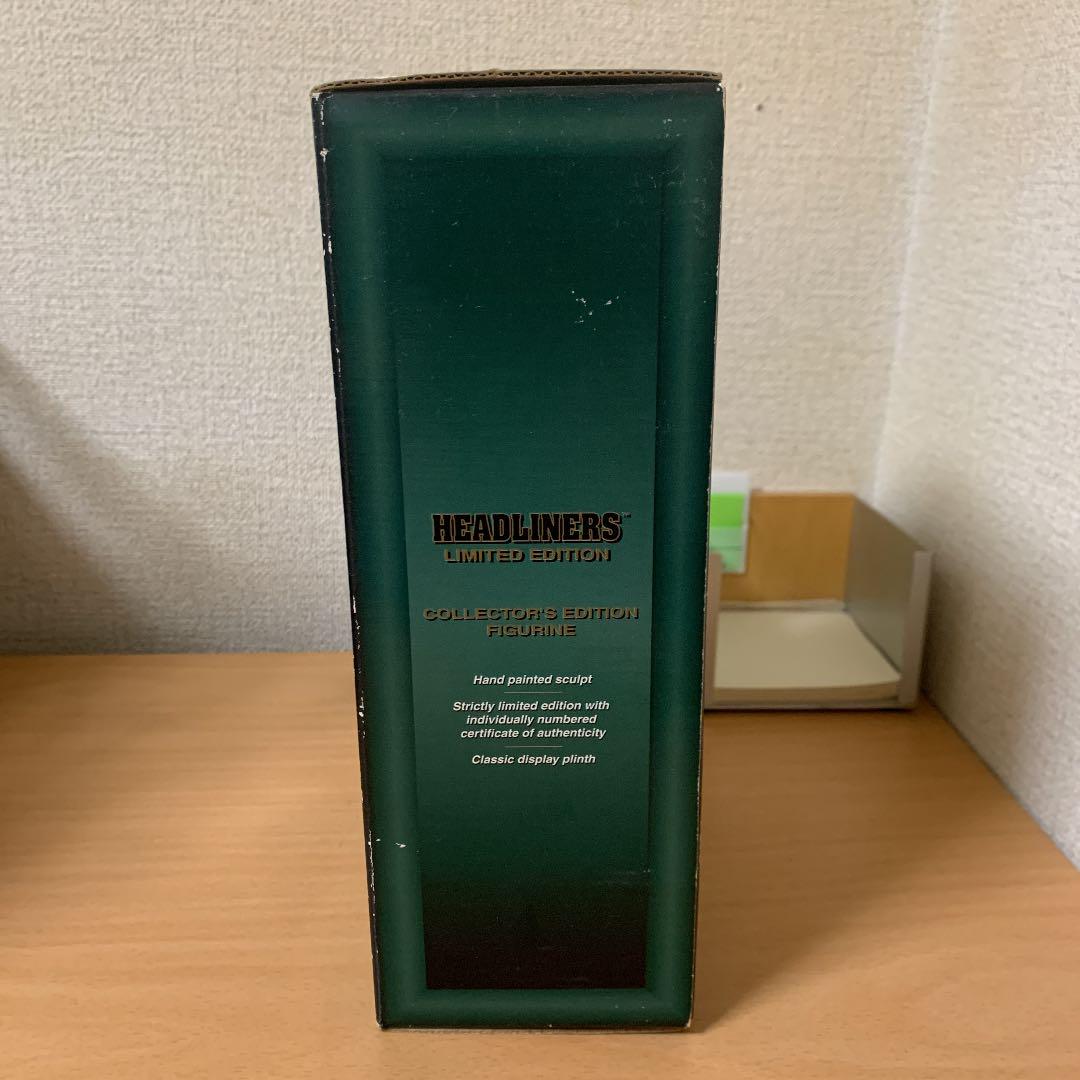 HEADLINERS™
LIMITED EDITION
COLLECTOR'S EDITION
FIGURINE
Hand painted sculpt
Strictly limited edition with
individually numbered
certificate of authenticity
Classic display plinth